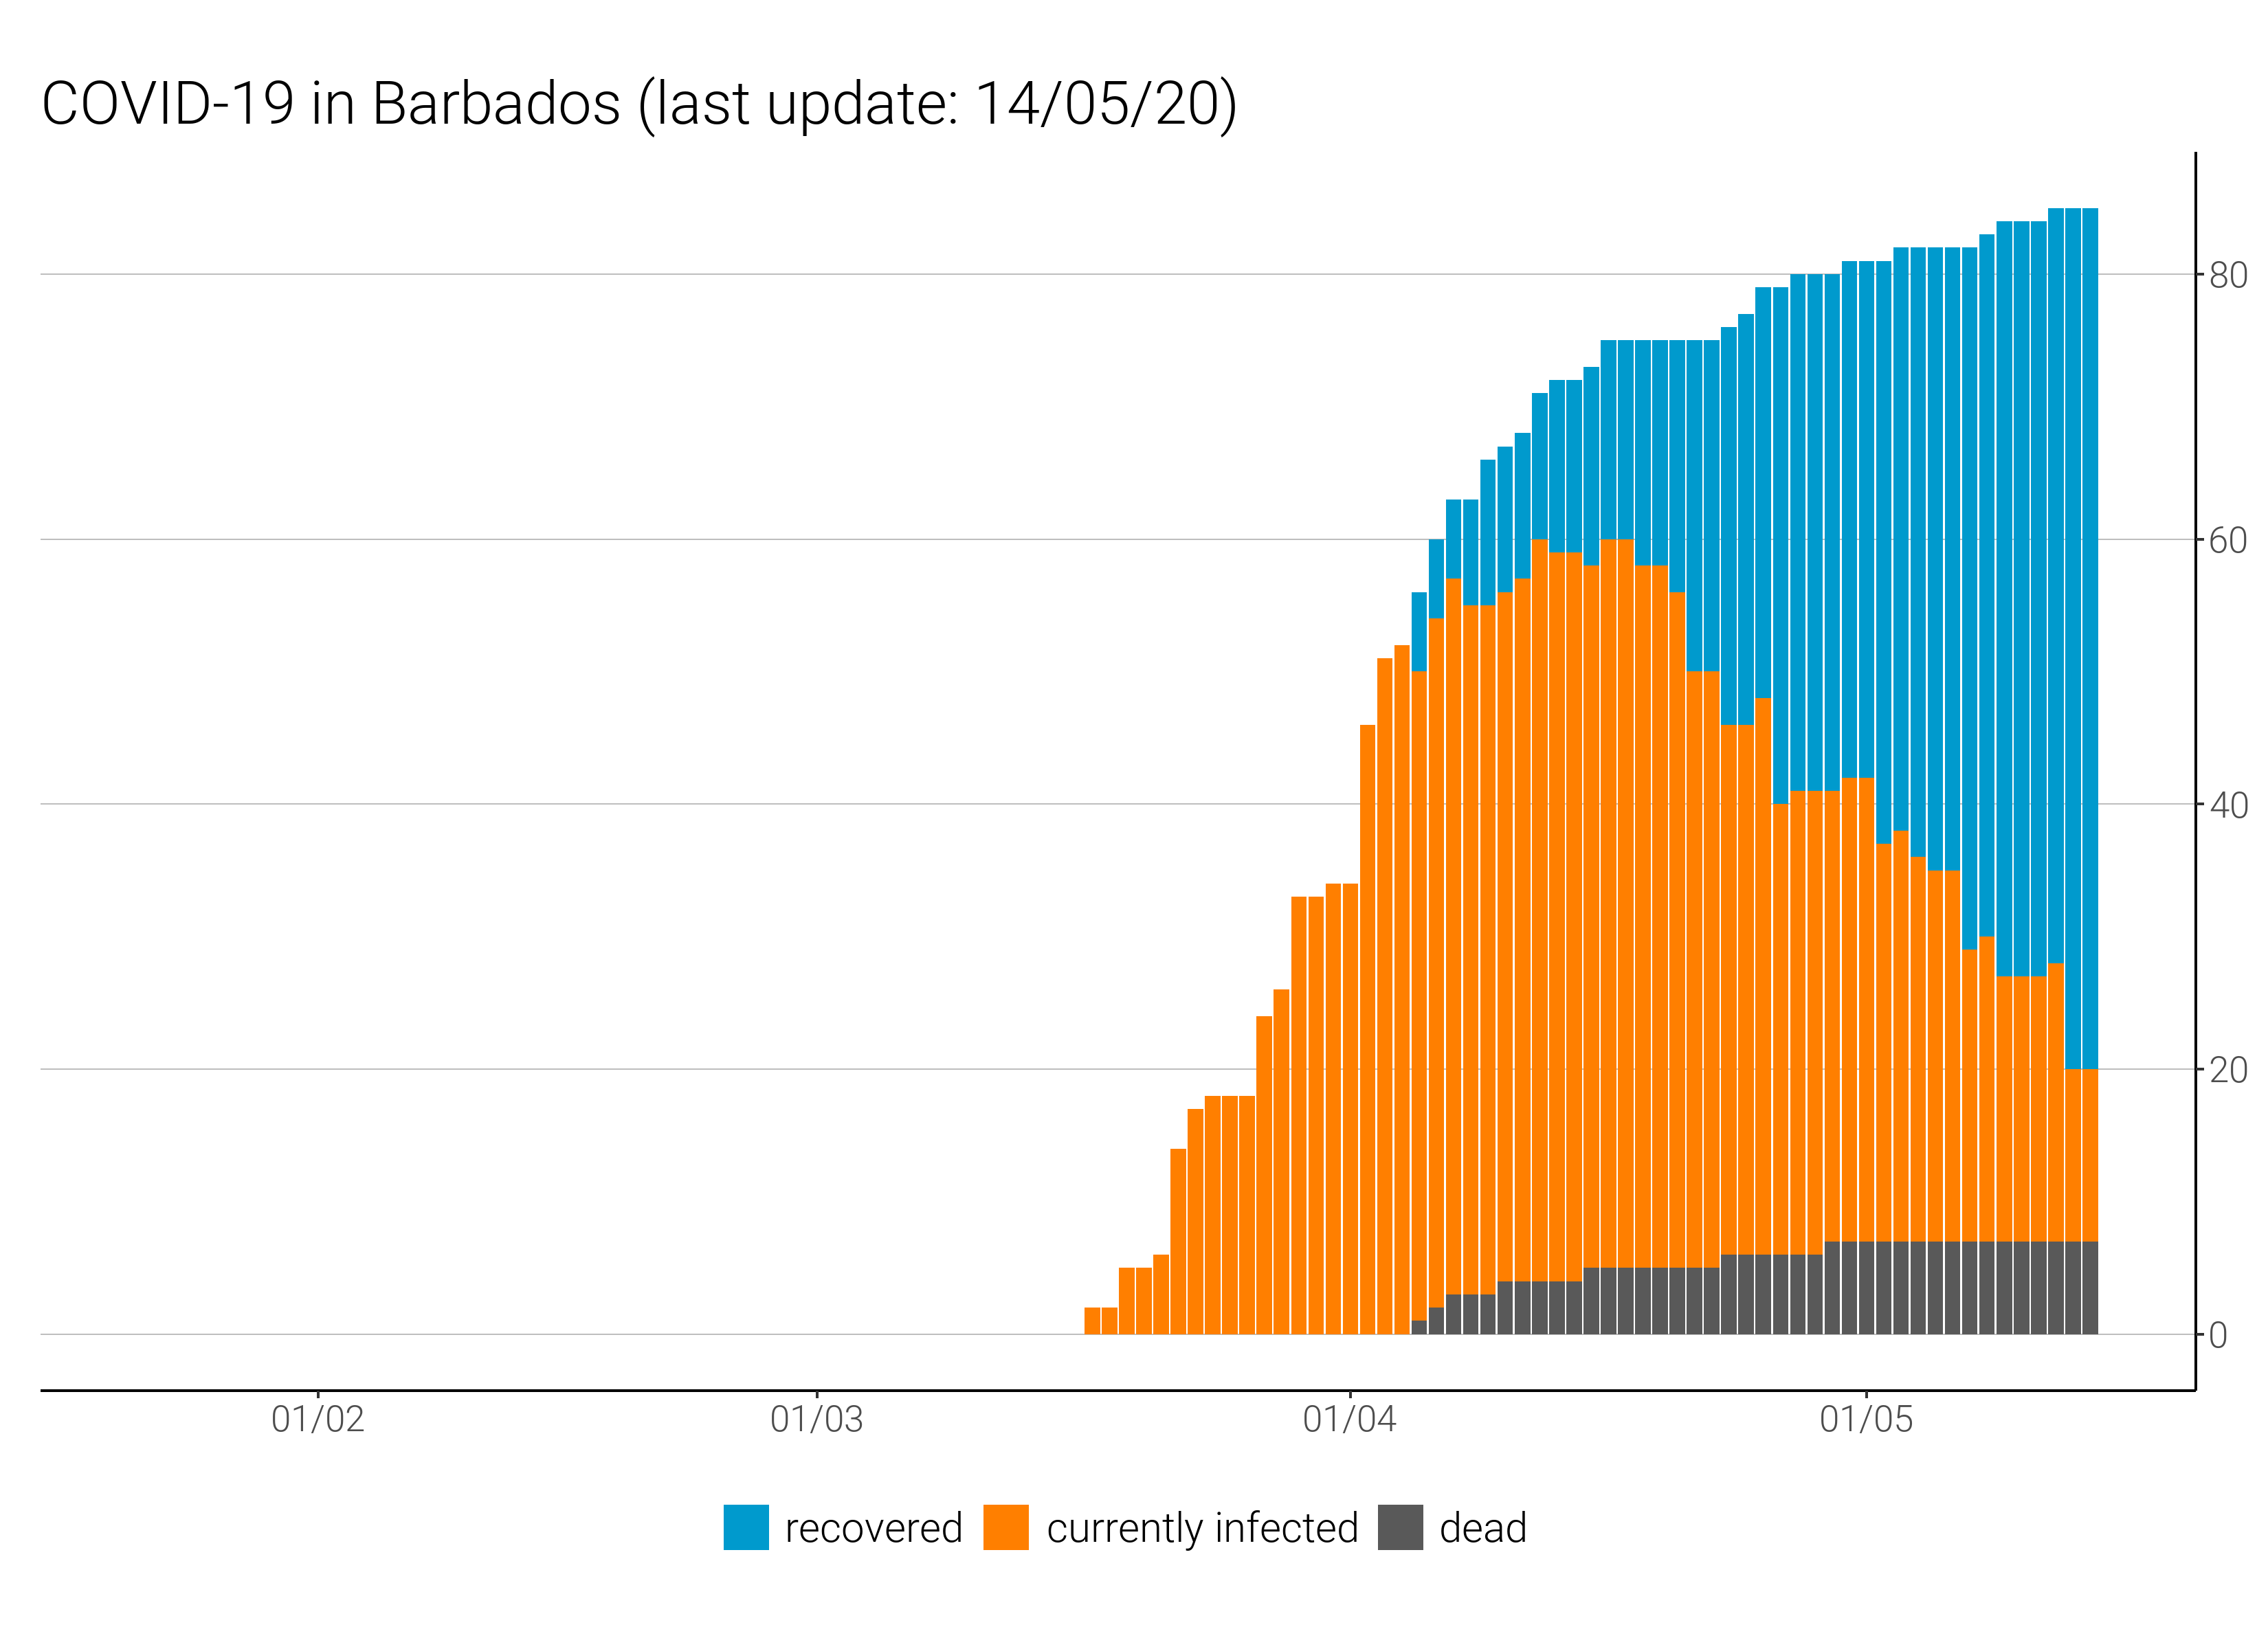 COVID-19 in Barbados (last update: 14/05/20)
80
60
40
20
0
01/02 01/03 01/04 01/05
recovered currently infected dead